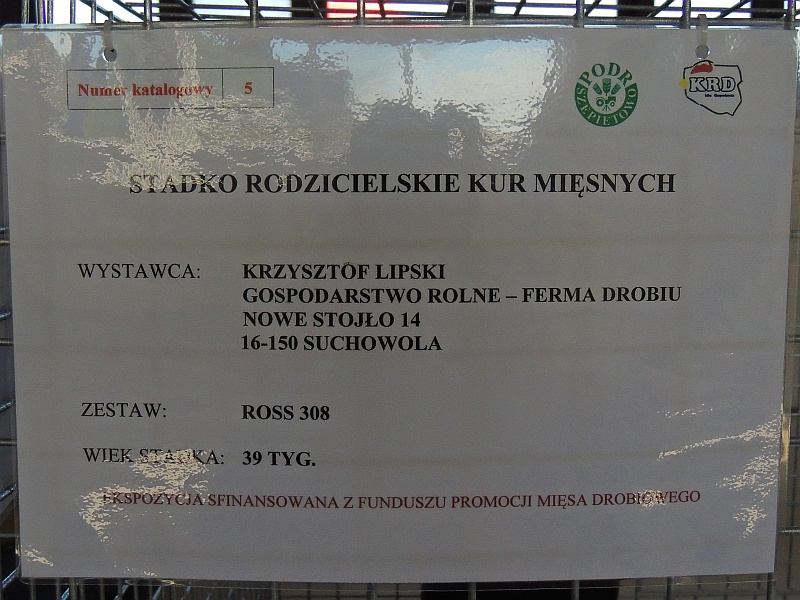 Numer katalogowy 5
PODR
SZEPIETOWO
KRD
STADKO RODZICIELSKIE KUR MIĘSNYCH
WYSTAWCA: KRZYSZTOF LIPSKI
GOSPODARSTWO ROLNE – FERMA DROBIU
NOWE STOJŁO 14
16-150 SUCHOWOLA
ZESTAW: ROSS 308
WIEK STADKA: 39 TYG.
EKSPOZYCJA SFINANSOWANA Z FUNDUSZU PROMOCJI MIĘSA DROBIOWEGO